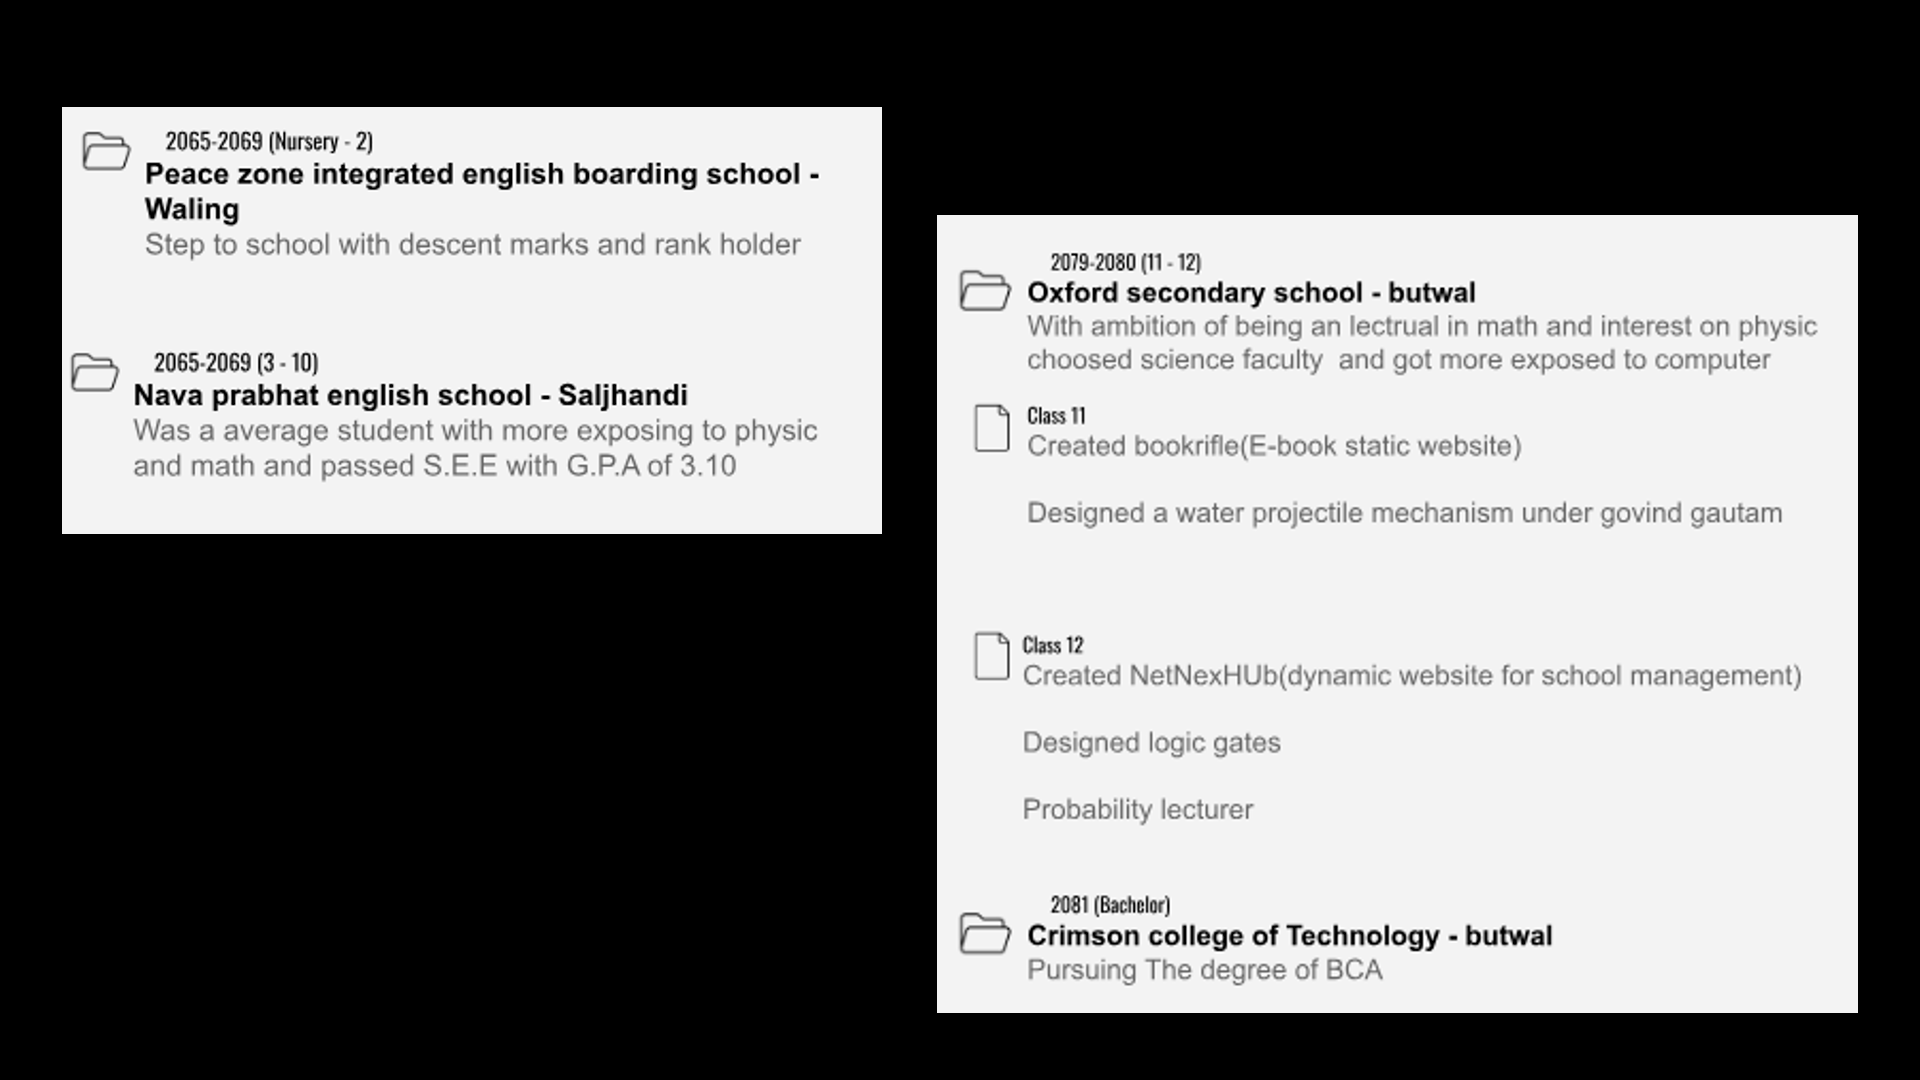 2065-2069 (Nursery - 2)
Peace zone integrated english boarding school -
Waling
Step to school with descent marks and rank holder
2065-2069 (3 - 10)
Nava prabhat english school - Saljhandi
Was a average student with more exposing to physic
and math and passed S.E.E with G.P.A of 3.10
2079-2080 (11 - 12)
Oxford secondary school - butwal
With ambition of being an lectrual in math and interest on physic
choosed science faculty  and got more exposed to computer
Class 11
Created bookrifle(E-book static website)
Designed a water projectile mechanism under govind gautam
Class 12
Created NetNexHUb(dynamic website for school management)
Designed logic gates
Probability lecturer
2081 (Bachelor)
Crimson college of Technology - butwal
Pursuing The degree of BCA